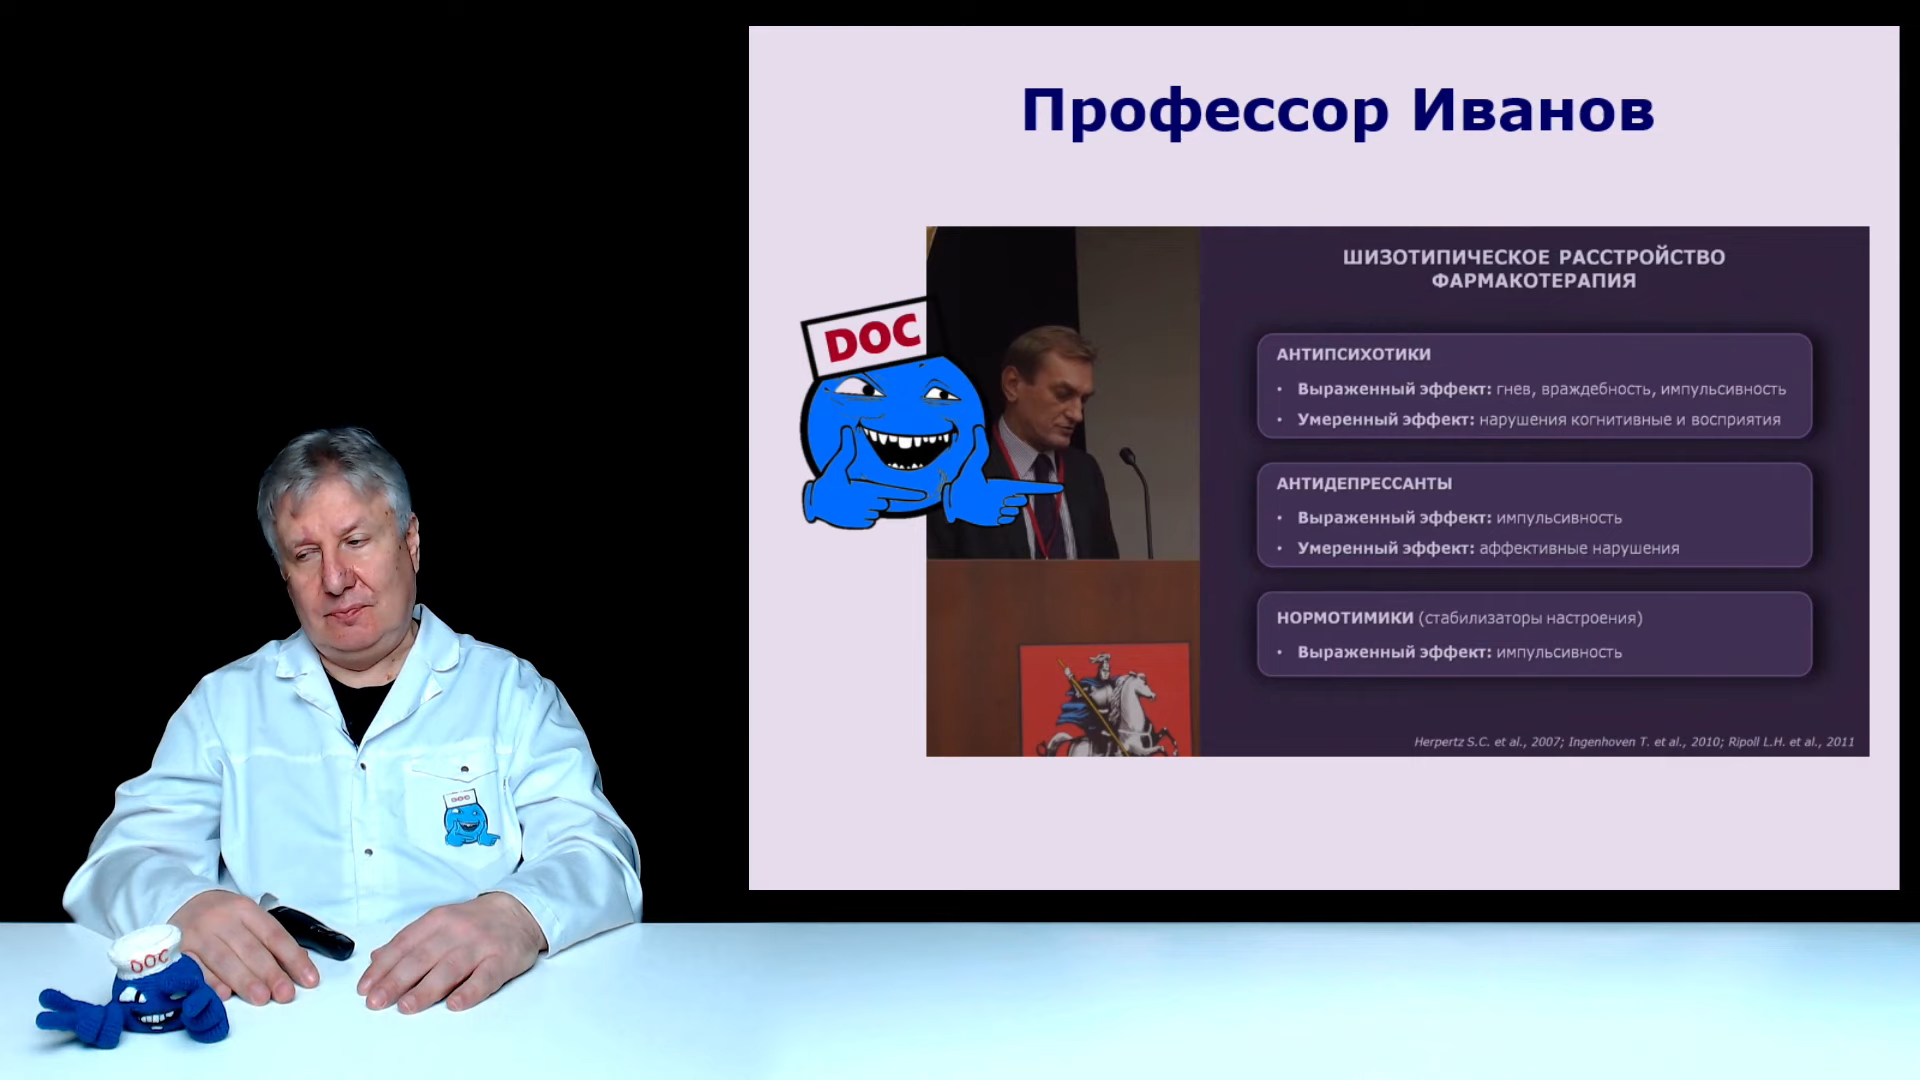 Профессор Иванов
DOC
ШИЗОТИПИЧЕСКОЕ РАССТРОЙСТВО
ФАРМАКОТЕРАПИЯ
АНТИПСИХОТИКИ
• Выраженный эффект: гнев, враждебность, импульсивность
• Умеренный эффект: нарушения когнитивные и восприятия
АНТИДЕПРЕССАНТЫ
• Выраженный эффект: импульсивность
• Умеренный эффект: аффективные нарушения
НОРМОТИМИКИ (стабилизаторы настроения)
• Выраженный эффект: импульсивность
Herpertz S.C. et al., 2007; Ingenhoven T. et al., 2010; Ripoll L.H. et al., 2011
DOC
DOC